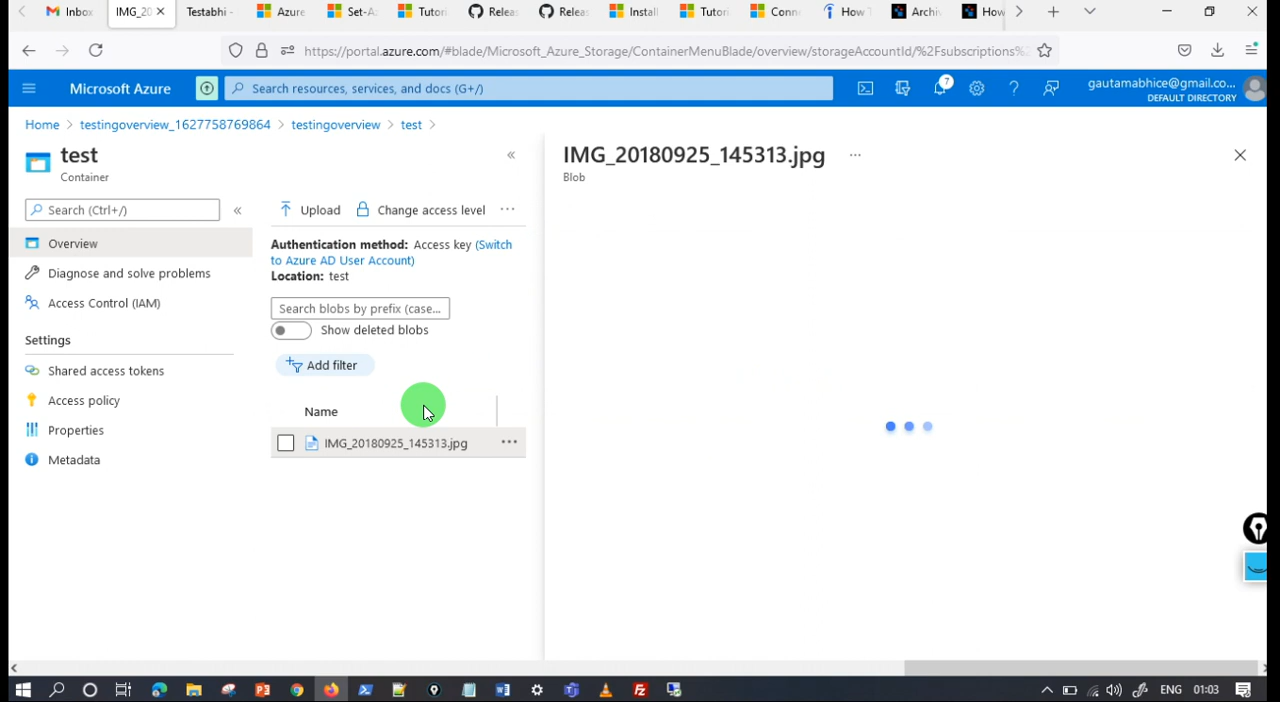 Inbox
IMG_20
Testabhi -
Azure
Set-A
Tutori
Releas
Releas
Install
Tutori
Conn
How T
Archi
How
https://portal.azure.com/#blade/Microsoft_Azure_Storage/ContainerMenuBlade/overview/storageAccountId/%2Fsubscriptions%
Microsoft Azure
Search resources, services, and docs (G+/)
7
gautamabhice@gmail.co...
DEFAULT DIRECTORY
Home > testingoverview_1627758769864 > testingoverview > test >
test
Container
«
Search (Ctrl+/)
«
Overview
Diagnose and solve problems
Access Control (IAM)
Settings
Shared access tokens
Access policy
Properties
Metadata
Upload
Change access level
...
Authentication method: Access key (Switch
to Azure AD User Account)
Location: test
Search blobs by prefix (case...
Show deleted blobs
Add filter
Name
IMG_20180925_145313.jpg
...
IMG_20180925_145313.jpg
...
Blob
ENG
01:03